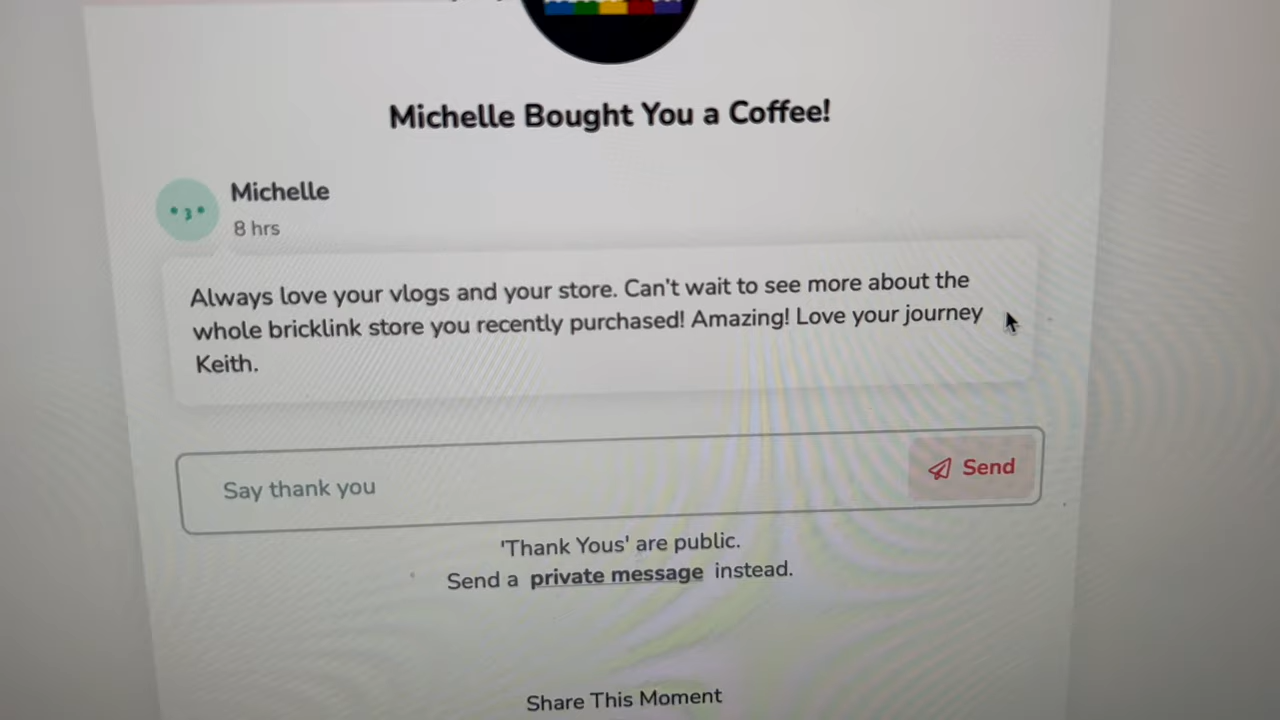 Michelle Bought You a Coffee!
Michelle
8 hrs
Always love your vlogs and your store. Can't wait to see more about the
whole bricklink store you recently purchased! Amazing! Love your journey
Keith.
Say thank you
Send
'Thank Yous' are public.
Send a private message instead.
Share This Moment